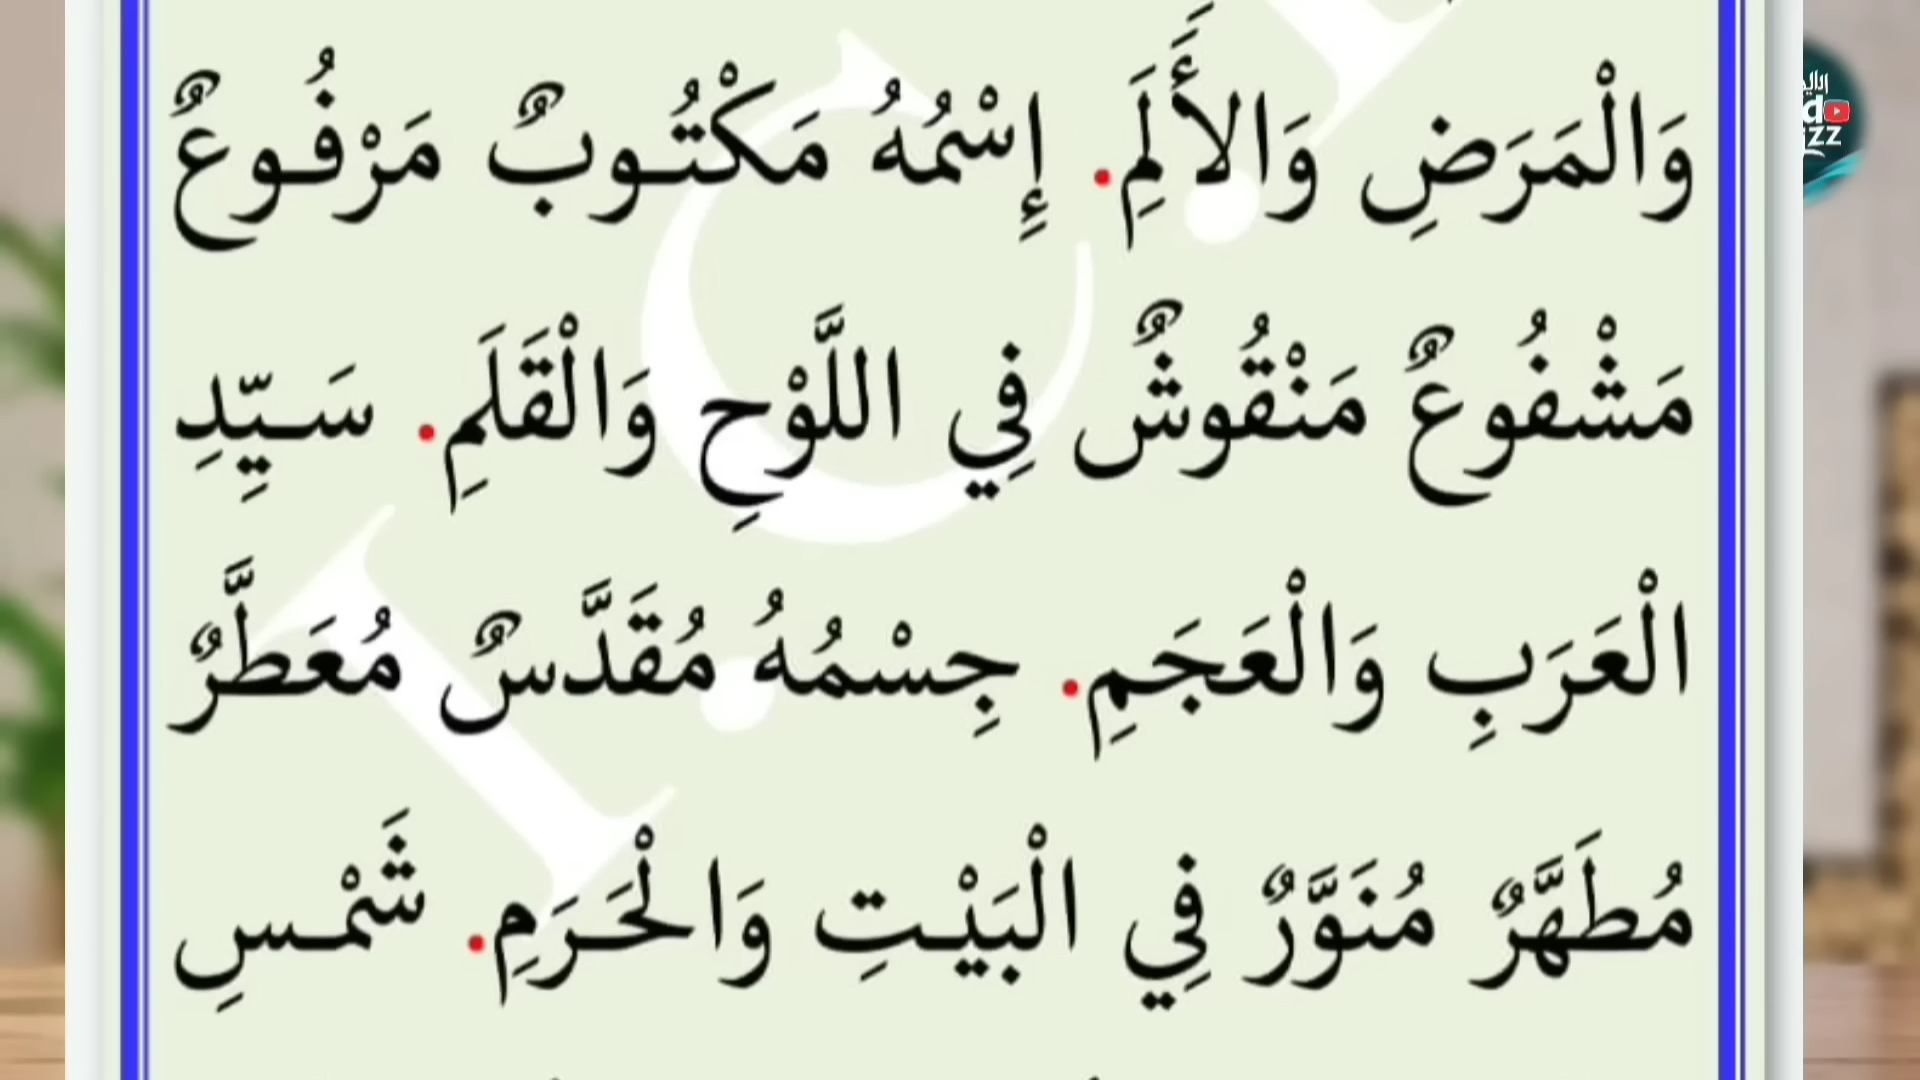 وَالْمَرَضِ وَالأَلَمِ. إِسْمُهُ مَكْتُوبٌ مَرْفُوعٌ
مَشْفُوعٌ مَنْقُوشٌ فِي اللَّوْحِ وَالْقَلَمِ. سَيِّدِ
الْعَرَبِ وَالْعَجَمِ. جِسْمُهُ مُقَدَّسٌ مُعَطَّرٌ
مُطَهَّرٌ مُنَوَّرٌ فِي الْبَيْتِ وَالْحَرَمِ. شَمْسِ